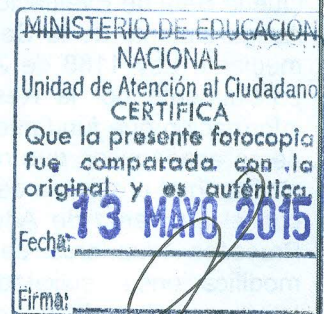 MINISTERIO DE EDUCACION
NACIONAL
Unidad de Atención al Ciudadano
CERTIFICA
Que la presente fotocopia
fue comparada con la
original y es auténtica.
Fecha: 13 MAYO 2015
Firma: